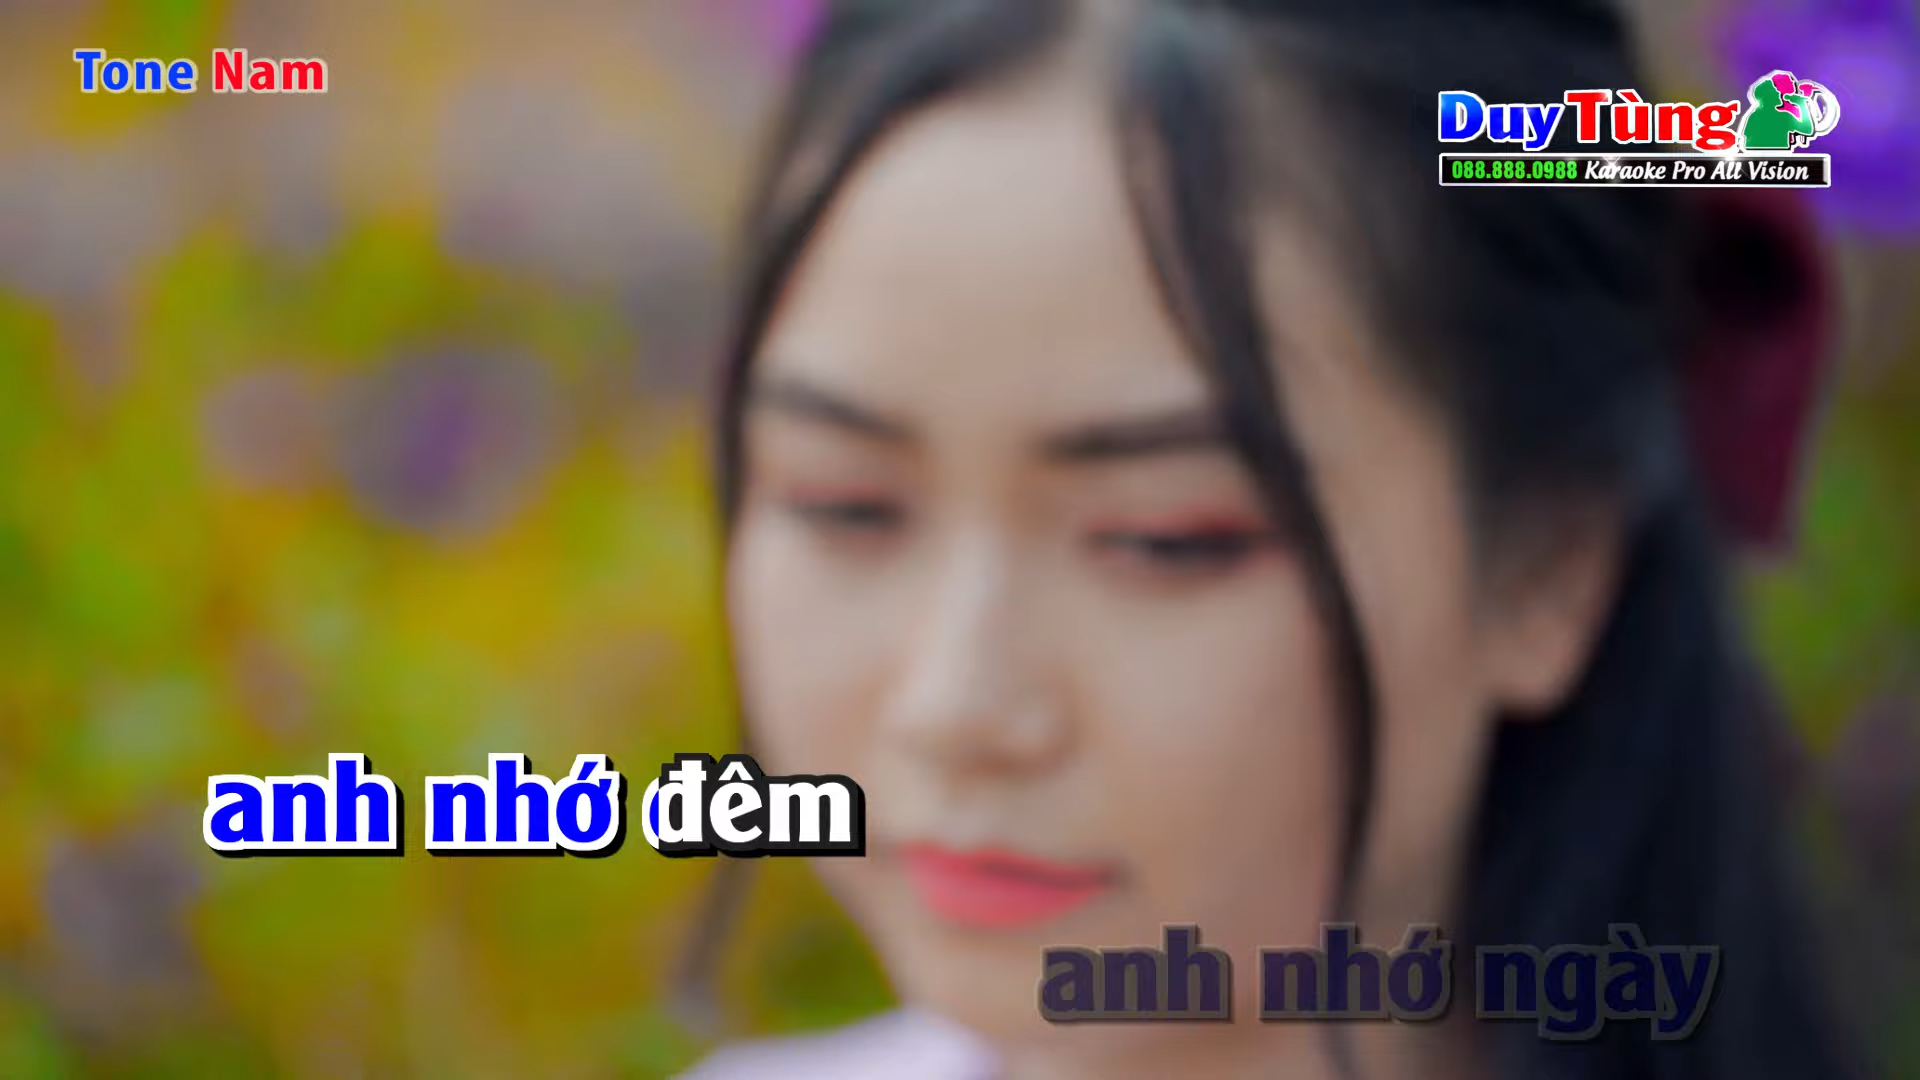 Tone Nam
Duy Tùng
088.888.0988 Karaoke Pro All Vision
anh nhớ đêm
anh nhớ ngày